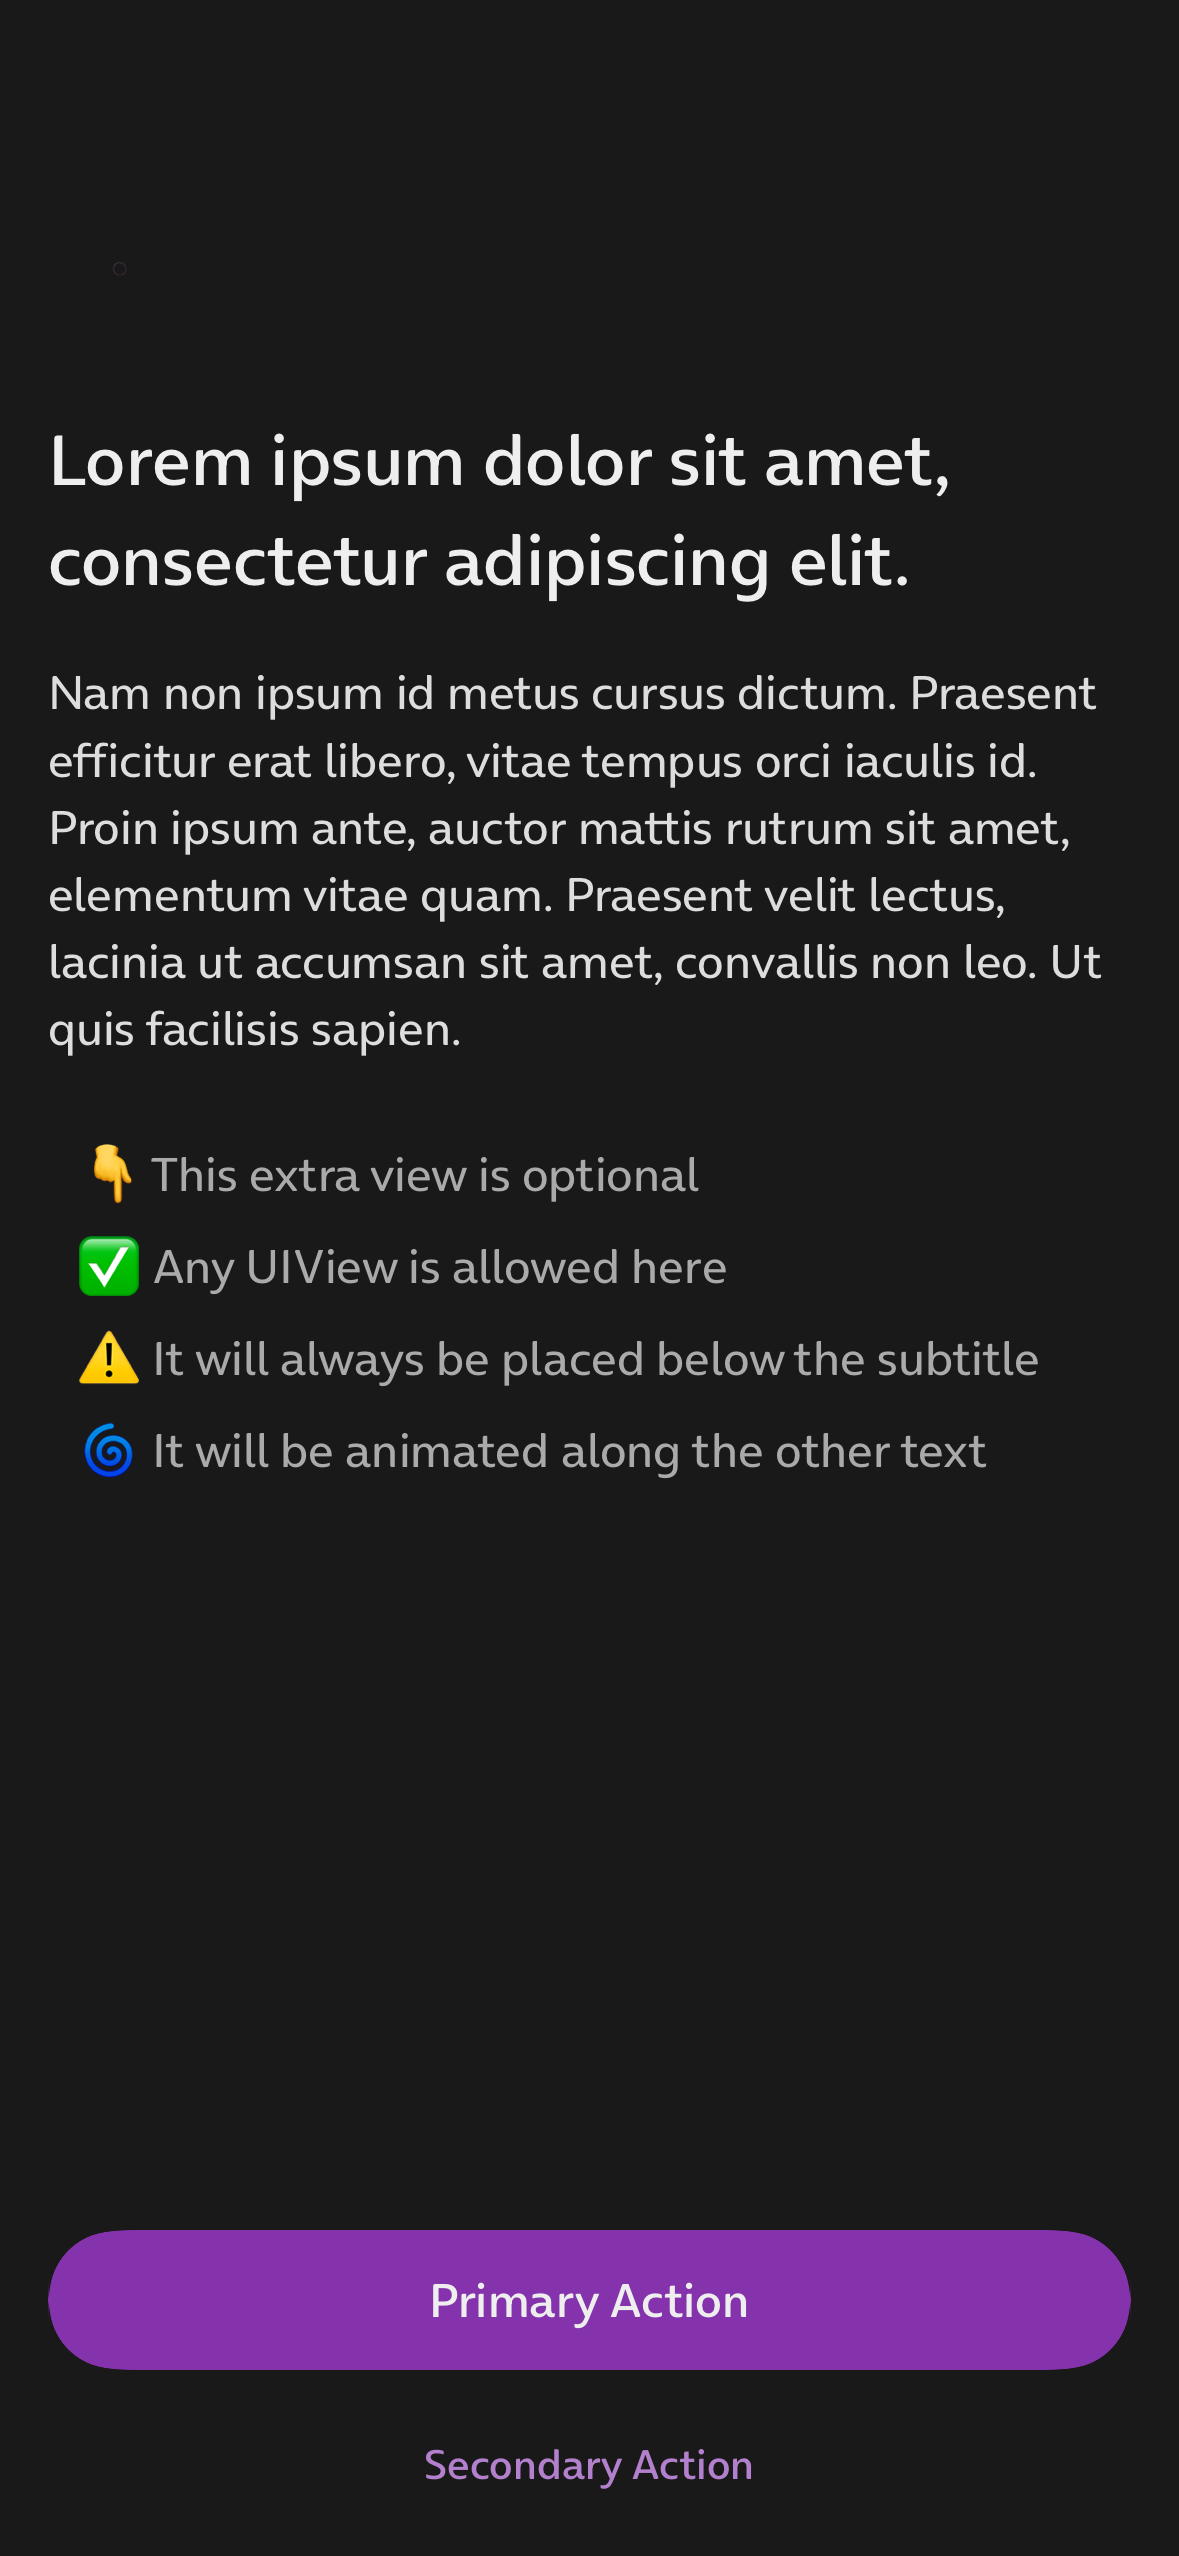 Lorem ipsum dolor sit amet,
consectetur adipiscing elit.
Nam non ipsum id metus cursus dictum. Praesent
efficitur erat libero, vitae tempus orci iaculis id.
Proin ipsum ante, auctor mattis rutrum sit amet,
elementum vitae quam. Praesent velit lectus,
lacinia ut accumsan sit amet, convallis non leo. Ut
quis facilisis sapien.
👇 This extra view is optional
✅ Any UIView is allowed here
⚠️ It will always be placed below the subtitle
🌀 It will be animated along the other text
Primary Action
Secondary Action